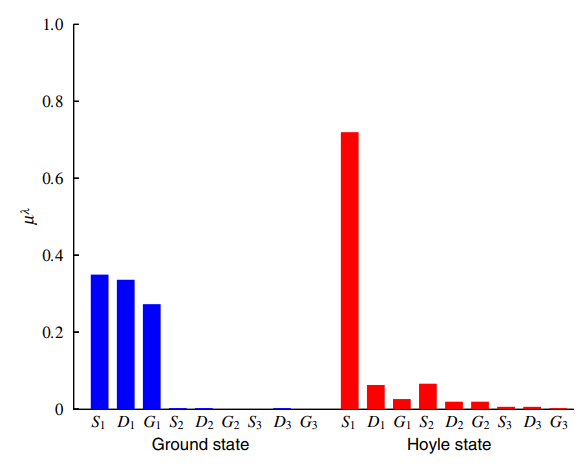 1.0
0.8
0.6
0.4
0.2
0
μλ
S1 D1 G1 S2 D2 G2 S3 D3 G3 S1 D1 G1 S2 D2 G2 S3 D3 G3
Ground state Hoyle state